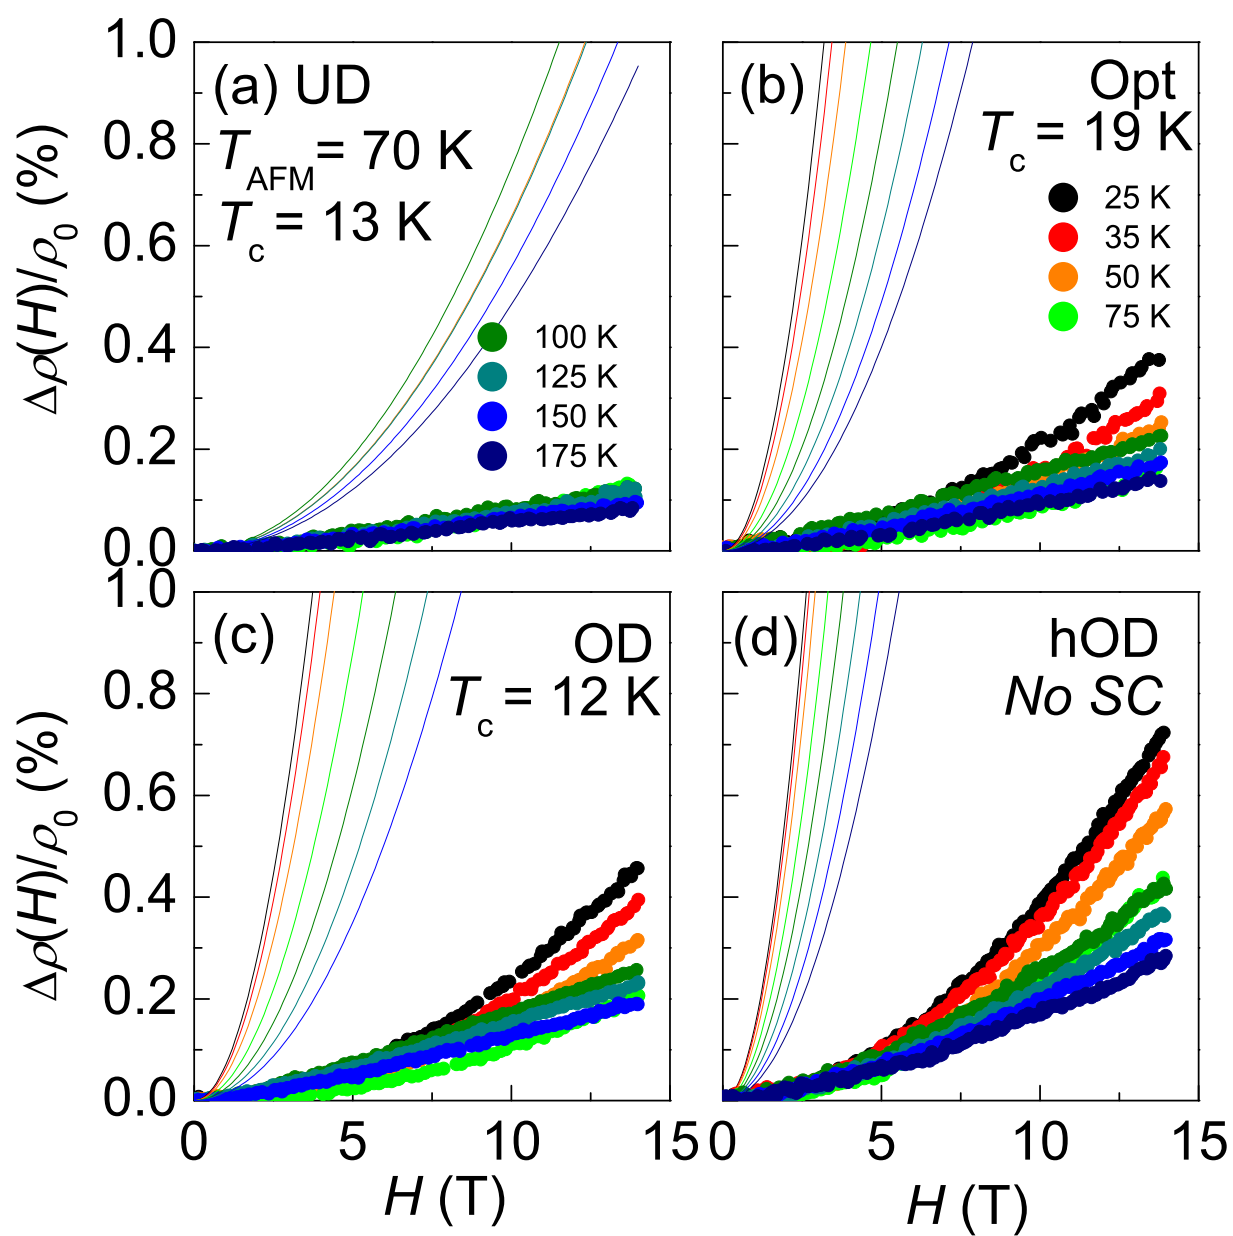 (a) UD
T_AFM = 70 K
T_c = 13 K
100 K
125 K
150 K
175 K
1.0
0.8
0.6
0.4
0.2
0.0
Δρ(H)/ρ_0 (%)
(b) Opt
T_c = 19 K
25 K
35 K
50 K
75 K
(c) OD
T_c = 12 K
1.0
0.8
0.6
0.4
0.2
0.0
Δρ(H)/ρ_0 (%)
0 5 10 15
H (T)
(d) hOD
No SC
0 5 10 15
H (T)